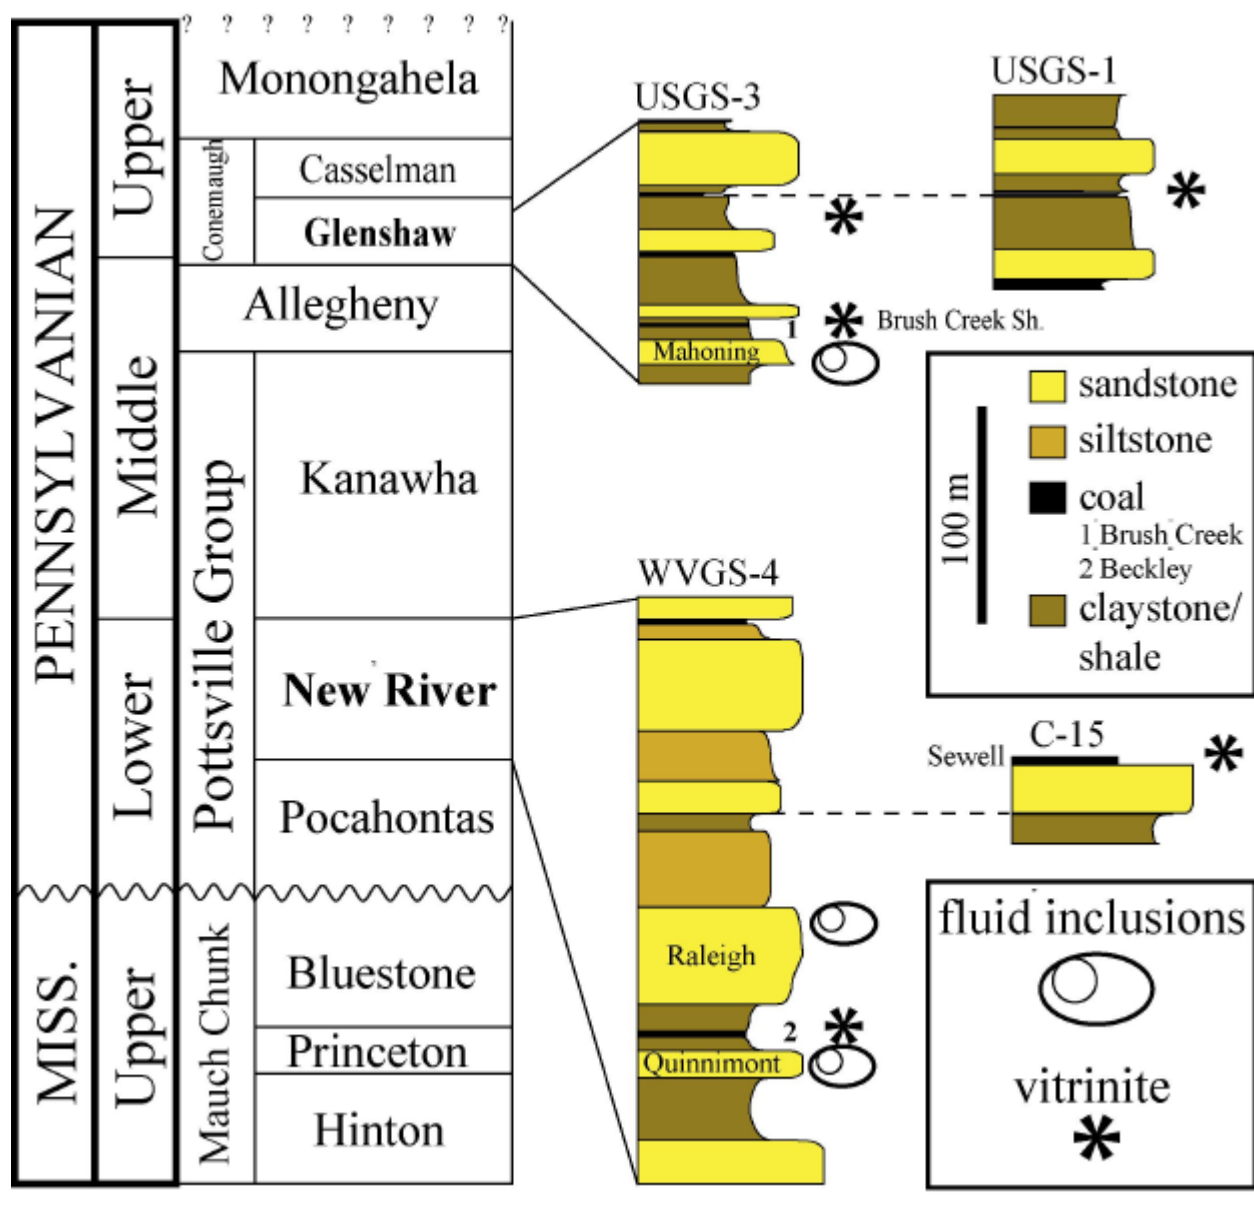 ? ? ? ? ? ? ? ? ?
PENNSYLVANIAN
MISS.
Upper
Middle
Lower
Upper
Monongahela
Conemaugh
Casselman
Glenshaw
Allegheny
Pottsville Group
Kanawha
New River
Pocahontas
Mauch Chunk
Bluestone
Princeton
Hinton
USGS-3
1
Brush Creek Sh.
Mahoning
USGS-1
WVGS-4
Raleigh
2
Quinnimont
100 m
sandstone
siltstone
coal
1 Brush Creek
2 Beckley
claystone/
shale
C-15
Sewell
fluid inclusions
vitrinite